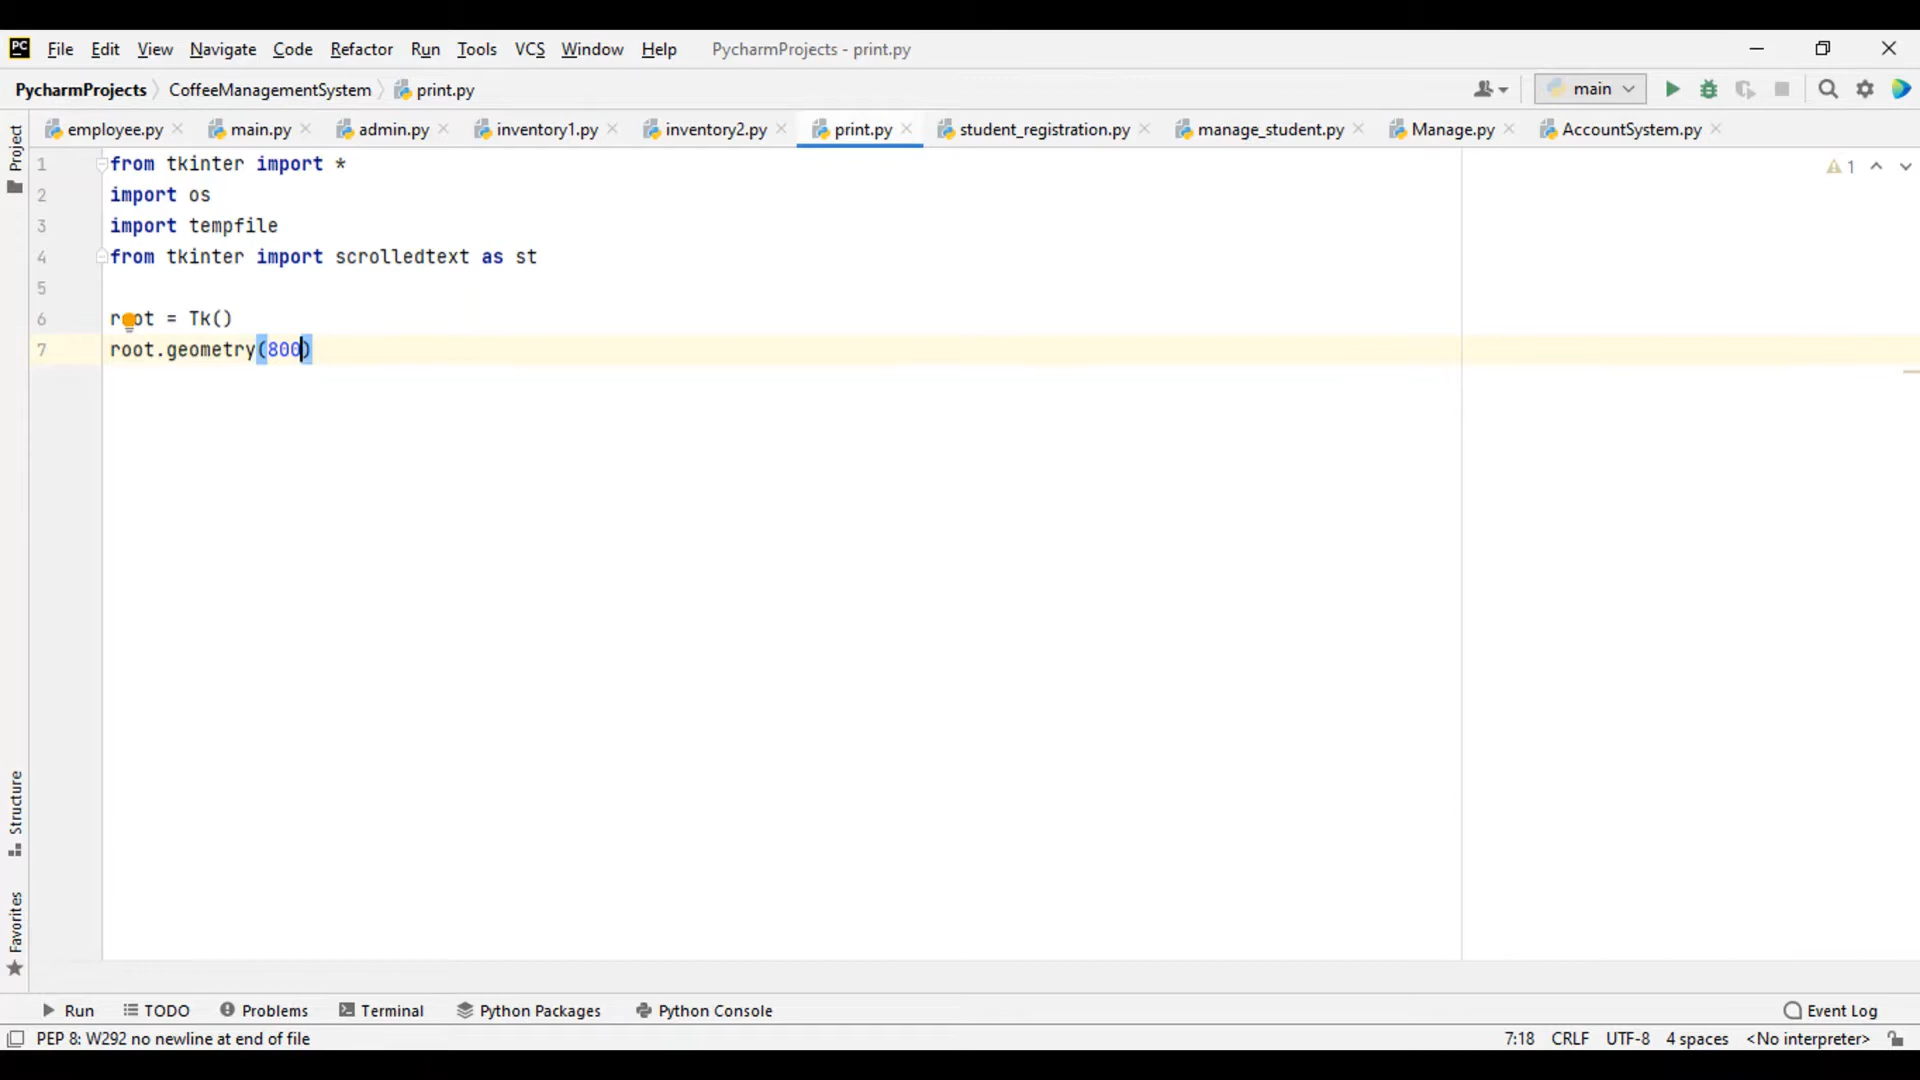 PC File Edit View Navigate Code Refactor Run Tools VCS Window Help PycharmProjects - print.py
PycharmProjects CoffeeManagementSystem print.py main
employee.py main.py admin.py inventory1.py inventory2.py print.py student_registration.py manage_student.py Manage.py AccountSystem.py
Project
1 from tkinter import *
1
2 import os
3 import tempfile
4 from tkinter import scrolledtext as st
5
6 root = Tk()
7 root.geometry(800)
Structure
Favorites
Run TODO Problems Terminal Python Packages Python Console Event Log
PEP 8: W292 no newline at end of file 7:18 CRLF UTF-8 4 spaces <No interpreter>